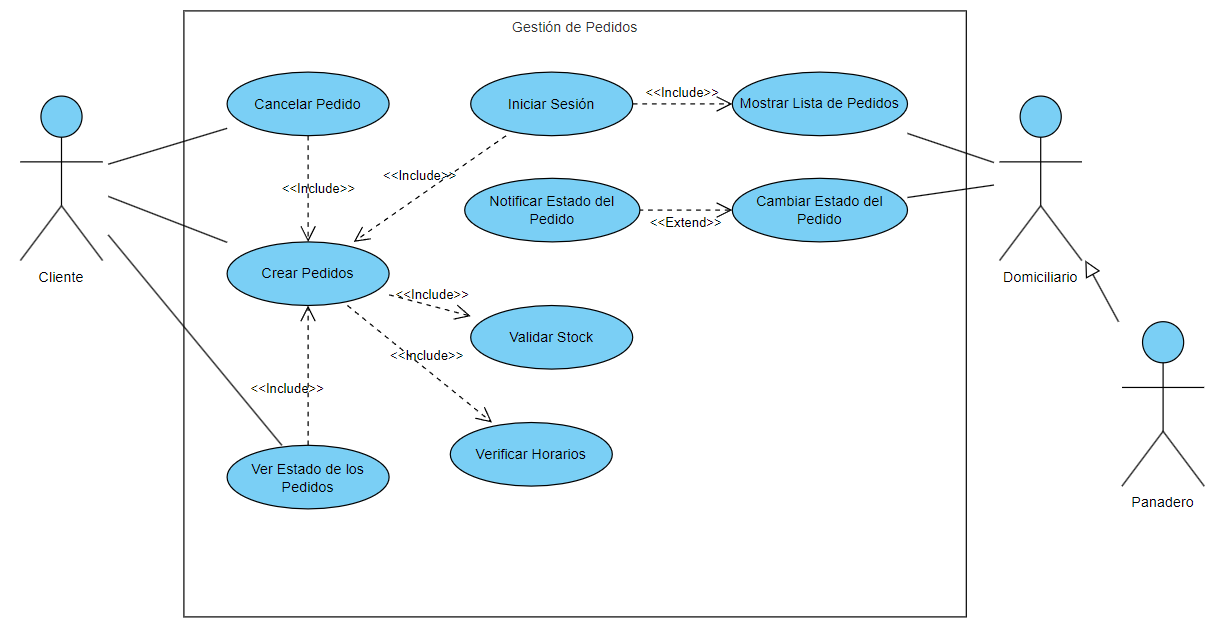 Gestión de Pedidos
Cancelar Pedido
Iniciar Sesión
<<Include>>
Mostrar Lista de Pedidos
<<Include>>
<<Include>>
Notificar Estado del
Pedido
<<Extend>>
Cambiar Estado del
Pedido
Cliente
Crear Pedidos
Domiciliario
<<Include>>
Validar Stock
<<Include>>
<<Include>>
Verificar Horarios
Ver Estado de los
Pedidos
Panadero